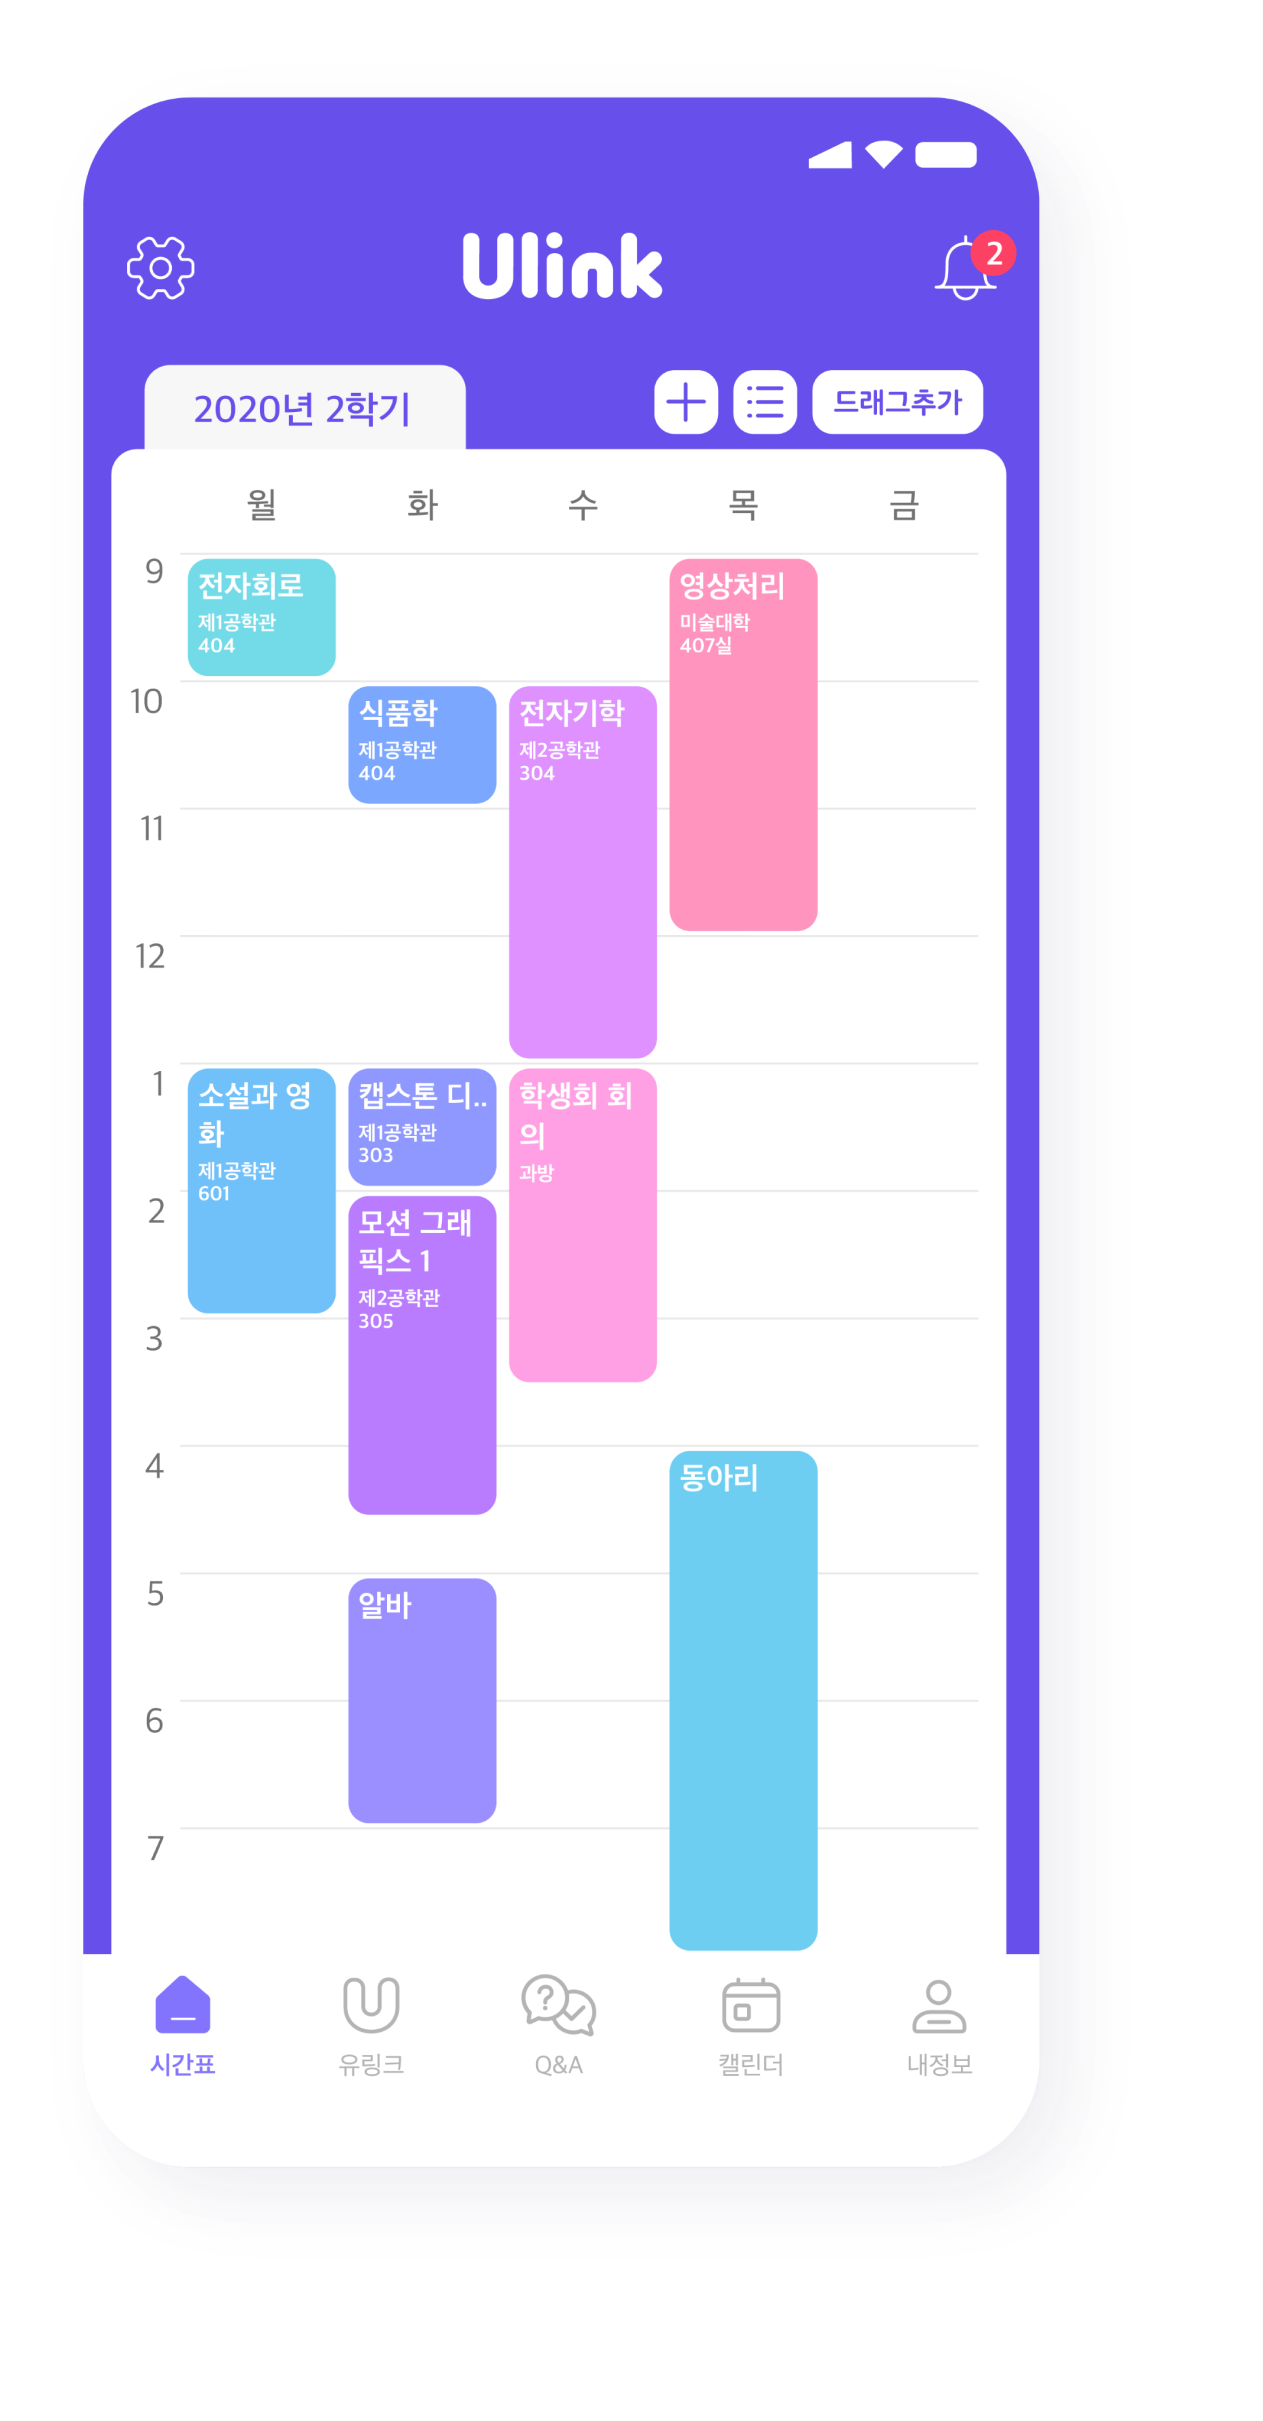 Ulink
2
2020년 2학기
드래그추가
월 화 수 목 금
9
전자회로
제1공학관
404
영상처리
미술대학
407실
10
식품학
제1공학관
404
전자기학
제2공학관
304
11
12
1
소설과 영
화
제1공학관
601
캡스톤 디..
제1공학관
303
학생회 회
의
과방
2
모션 그래
픽스 1
제2공학관
305
3
4
동아리
5
알바
6
7
시간표 유링크 Q&A 캘린더 내정보